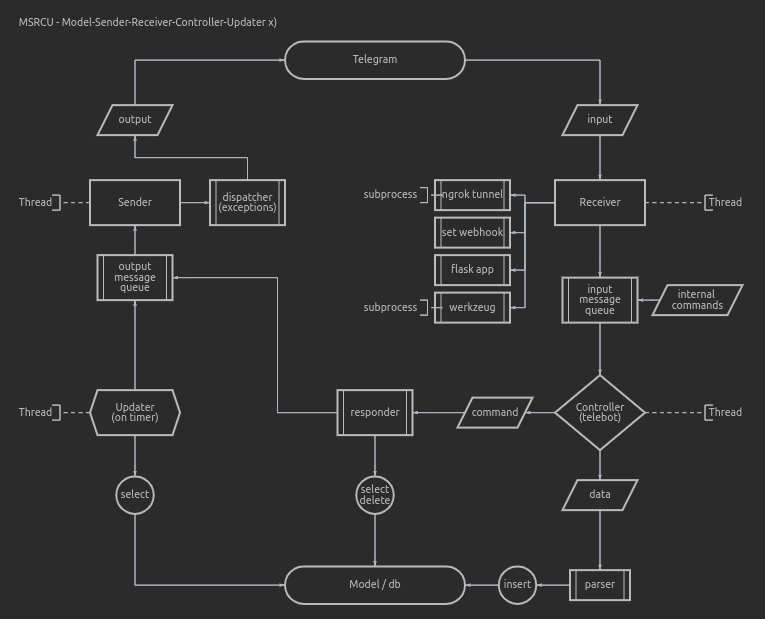 MSRCU - Model-Sender-Receiver-Controller-Updater x)
Telegram
output
input
Thread
Sender
dispatcher
(exceptions)
subprocess
ngrok tunnel
Receiver
Thread
set webhook
output
message
queue
flask app
input
message
queue
internal
commands
subprocess
werkzeug
Thread
Updater
(on timer)
responder
command
Controller
(telebot)
Thread
select
select
delete
data
Model / db
insert
parser